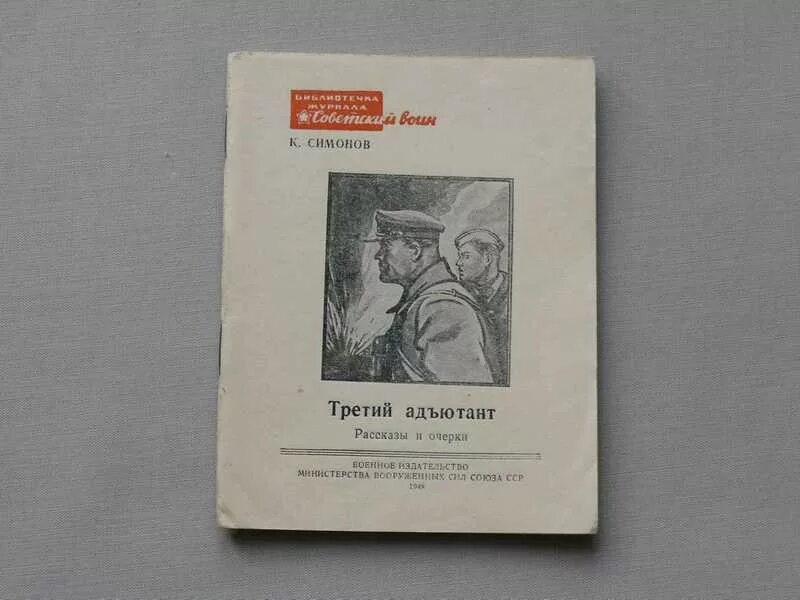 БИБЛИОТЕЧКА
ЖУРНАЛА
Советский воин
К. СИМОНОВ
Третий адъютант
Рассказы и очерки
ВОЕННОЕ ИЗДАТЕЛЬСТВО
МИНИСТЕРСТВА ВООРУЖЕННЫХ СИЛ СОЮЗА ССР